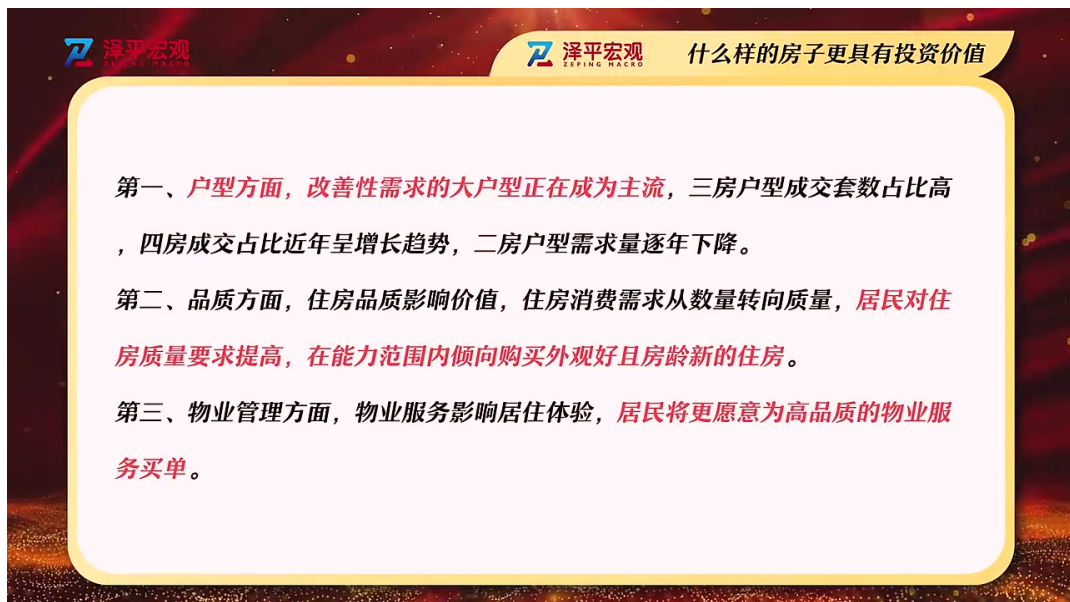 泽平宏观
ZEPING MACRO
泽平宏观
ZEPING MACRO
什么样的房子更具有投资价值
第一、户型方面，改善性需求的大户型正在成为主流，三房户型成交套数占比高
，四房成交占比近年呈增长趋势，二房户型需求量逐年下降。
第二、品质方面，住房品质影响价值，住房消费需求从数量转向质量，居民对住
房质量要求提高，在能力范围内倾向购买外观好且房龄新的住房。
第三、物业管理方面，物业服务影响居住体验，居民将更愿意为高品质的物业服
务买单。